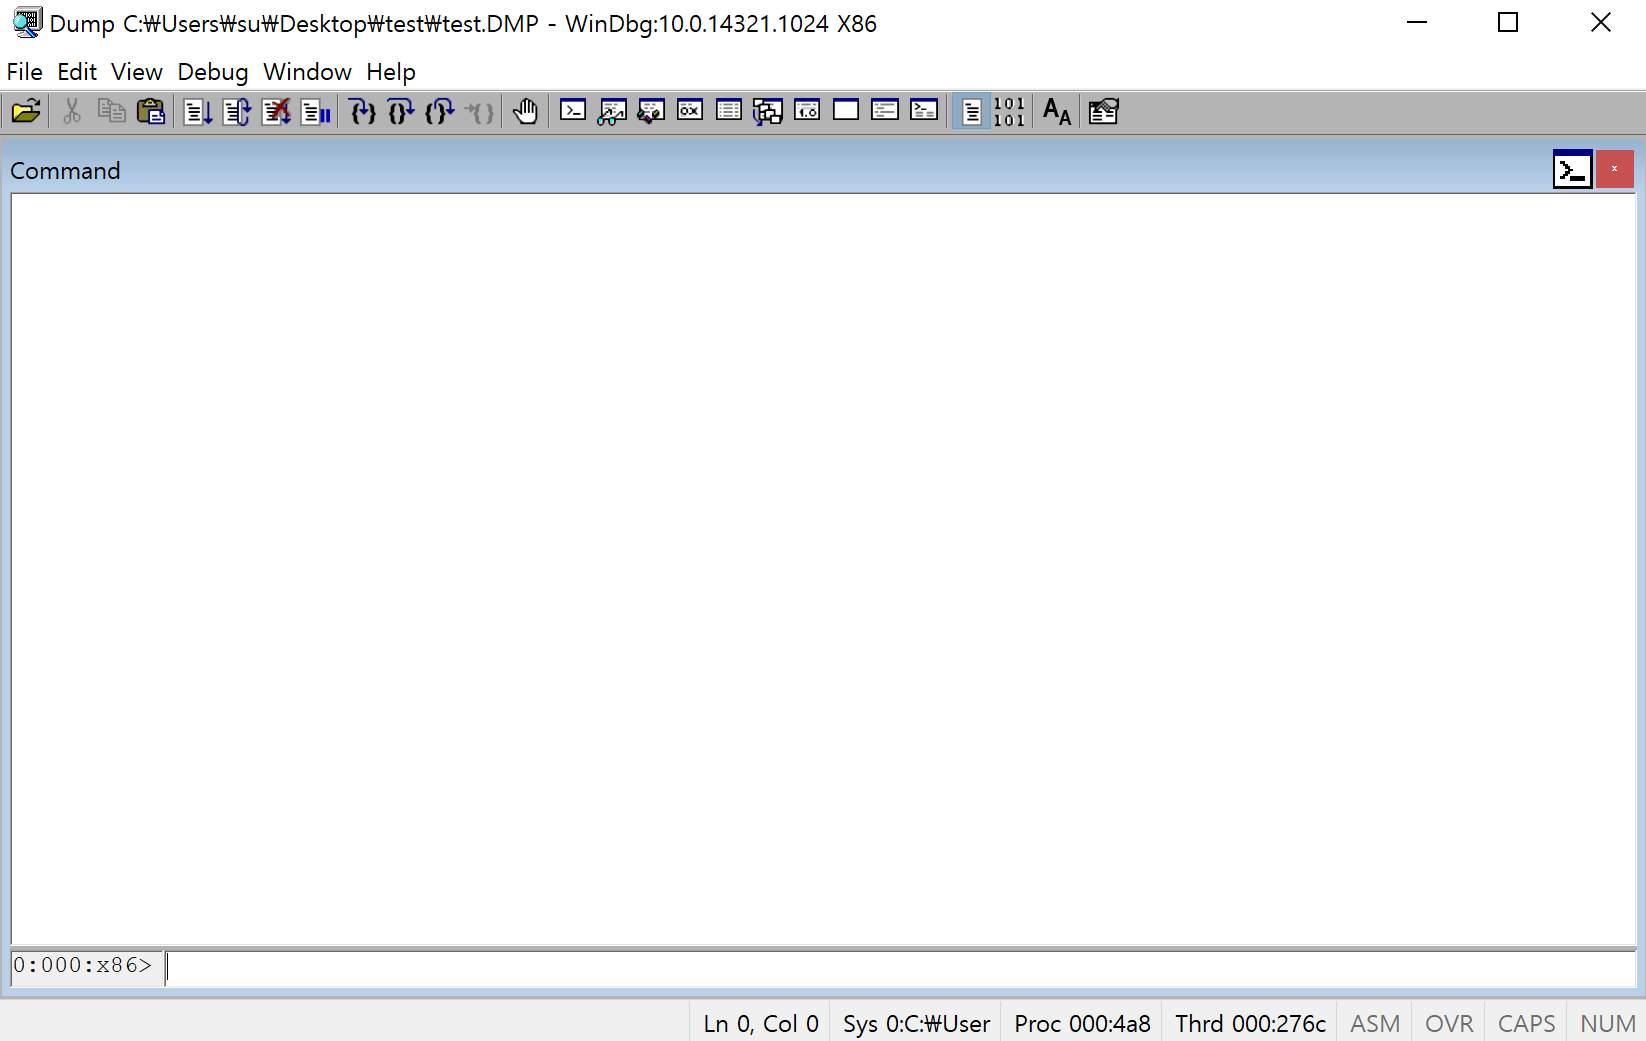 Dump C:₩Users₩su₩Desktop₩test₩test.DMP - WinDbg:10.0.14321.1024 X86
File Edit View Debug Window Help
101
101
AA
Command
0:000:x86>
Ln 0, Col 0 Sys 0:C:₩User Proc 000:4a8 Thrd 000:276c ASM OVR CAPS NUM